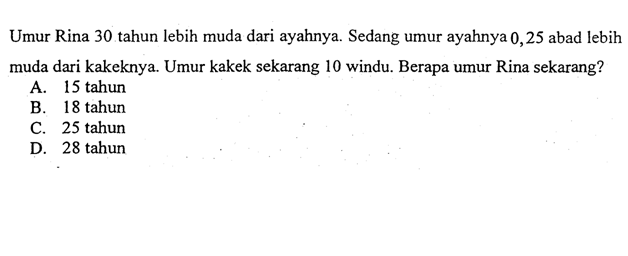 Umur Rina 30 tahun lebih muda dari ayahnya. Sedang umur ayahnya 0,25 abad lebih
muda dari kakeknya. Umur kakek sekarang 10 windu. Berapa umur Rina sekarang?
A. 15 tahun
B. 18 tahun
C. 25 tahun
D. 28 tahun